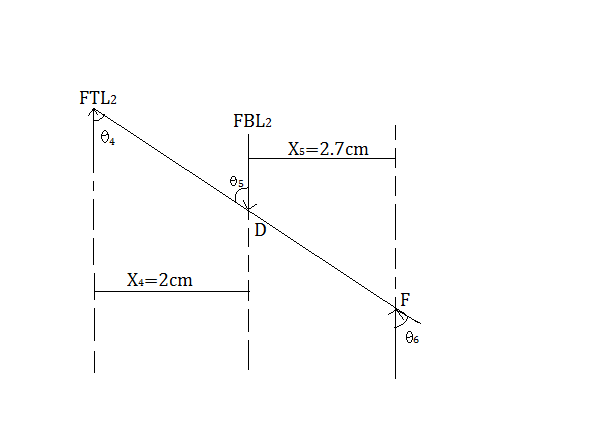 FTL₂
FBL₂
θ₄
X₅=2.7cm
θ₅
D
X₄=2cm
F
θ₆